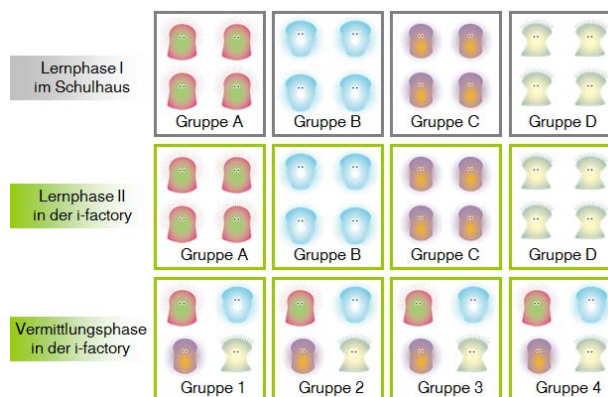 Lernphase I
im Schulhaus
Gruppe A
Gruppe B
Gruppe C
Gruppe D
Lernphase II
in der i-factory
Gruppe A
Gruppe B
Gruppe C
Gruppe D
Vermittlungsphase
in der i-factory
Gruppe 1
Gruppe 2
Gruppe 3
Gruppe 4